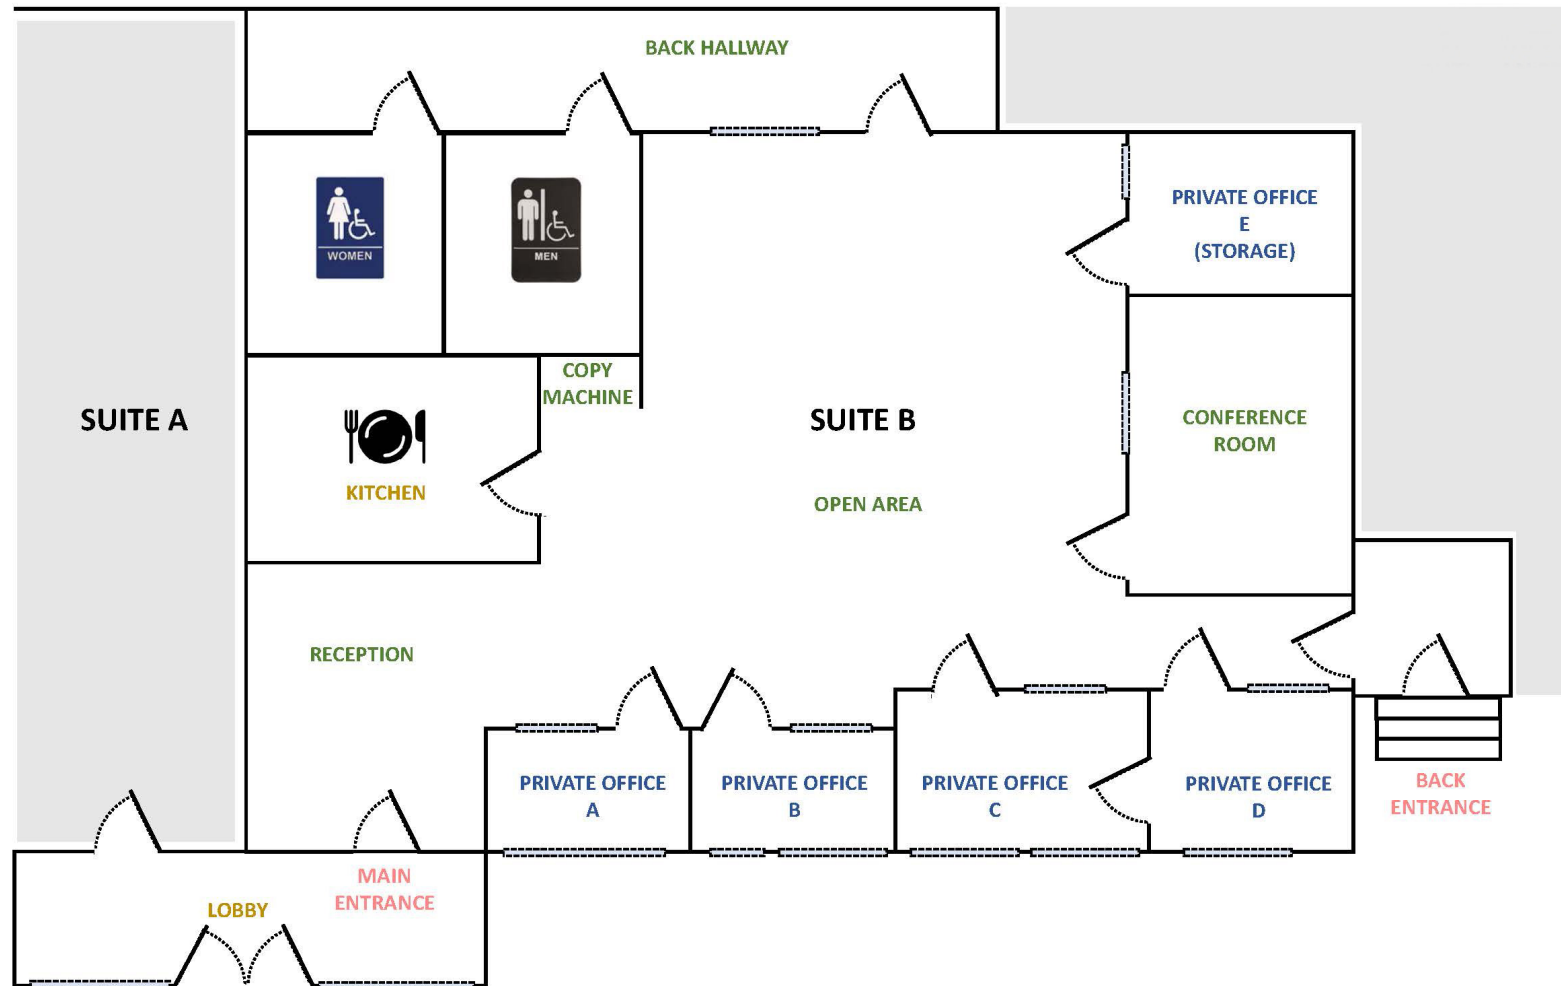 BACK HALLWAY
PRIVATE OFFICE
E
(STORAGE)
WOMEN
MEN
COPY
MACHINE
SUITE A
SUITE B
CONFERENCE
ROOM
KITCHEN
OPEN AREA
RECEPTION
PRIVATE OFFICE
A
PRIVATE OFFICE
B
PRIVATE OFFICE
C
PRIVATE OFFICE
D
BACK
ENTRANCE
MAIN
ENTRANCE
LOBBY